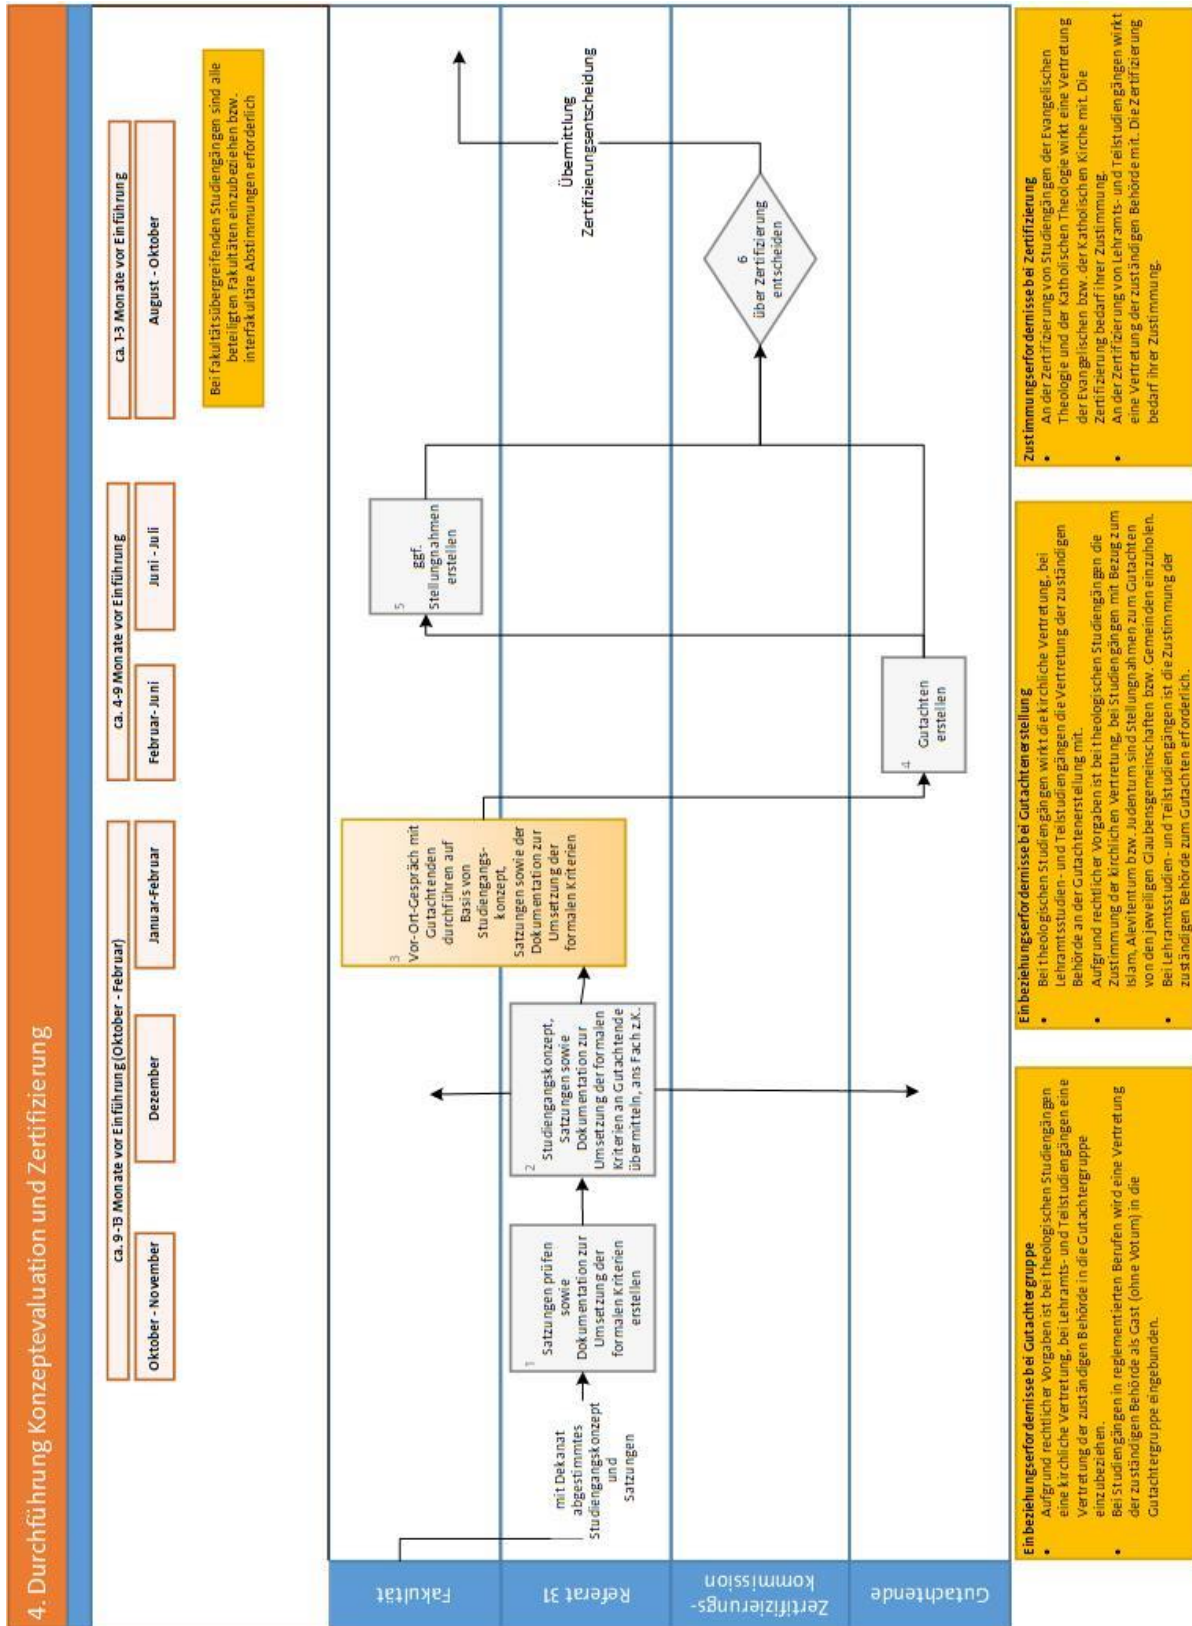 4. Durchführung Konzeptevaluation und Zertifizierung
ca. 9-13 Monate vor Einführung (Oktober - Februar)
ca. 4-9 Monate vor Einführung
ca. 1-3 Monate vor Einführung
Oktober - November
Dezember
Januar-Februar
Februar-Juni
Juni - Juli
August - Oktober
Bei fakultätsübergreifenden Studiengängen sind alle
beteiligten Fakultäten einzubeziehen bzw.
interfakultäre Abstimmungen erforderlich
Fakultät
Referat 31
Zertifizierungs-
kommission
Gutachtende
mit Dekanat
abgestimmtes
Studiengangskonzept
und
Satzungen
1
Satzungen prüfen
sowie
Dokumentation zur
Umsetzung der
formalen Kriterien
erstellen
2
Studiengangskonzept,
Satzungen sowie
Dokumentation zur
Umsetzung der formalen
Kriterien an Gutachtende
übermitteln, ans Fach z.K.
3
Vor-Ort-Gespräch mit
Gutachtenden
durchführen auf
Basis von
Studiengangs-
konzept,
Satzungen sowie der
Dokumentation zur
Umsetzung der
formalen Kriterien
4
Gutachten
erstellen
5
ggf.
Stellungnahmen
erstellen
6
über Zertifizierung
entscheiden
Übermittlung
Zertifizierungsentscheidung
Einbeziehungserfordernisse bei Gutachtergruppe
• Aufgrund rechtlicher Vorgaben ist bei theologischen Studiengängen
eine kirchliche Vertretung, bei Lehramts- und Teilstudiengängen eine
Vertretung der zuständigen Behörde in die Gutachtergruppe
einzubeziehen.
• Bei Studiengängen in reglementierten Berufen wird eine Vertretung
der zuständigen Behörde als Gast (ohne Votum) in die
Gutachtergruppe eingebunden.
Einbeziehungserfordernisse bei Gutachtenerstellung
• Bei theologischen Studiengängen wirkt die kirchliche Vertretung, bei
Lehramtsstudien- und Teilstudiengängen die Vertretung der zuständigen
Behörde an der Gutachtenerstellung mit.
• Aufgrund rechtlicher Vorgaben ist bei theologischen Studiengängen die
Zustimmung der kirchlichen Vertretung, bei Studiengängen mit Bezug zum
Islam, Alevitentum bzw. Judentum sind Stellungnahmen zum Gutachten
von den jeweiligen Glaubensgemeinschaften bzw. Gemeinden einzuholen.
• Bei Lehramtsstudien- und Teilstudiengängen ist die Zustimmung der
zuständigen Behörde zum Gutachten erforderlich.
Zustimmungserfordernisse bei Zertifizierung
• An der Zertifizierung von Studiengängen der Evangelischen
Theologie und der Katholischen Theologie wirkt eine Vertretung
der Evangelischen bzw. der Katholischen Kirche mit. Die
Zertifizierung bedarf ihrer Zustimmung.
• An der Zertifizierung von Lehramts- und Teilstudiengängen wirkt
eine Vertretung der zuständigen Behörde mit. Die Zertifizierung
bedarf ihrer Zustimmung.